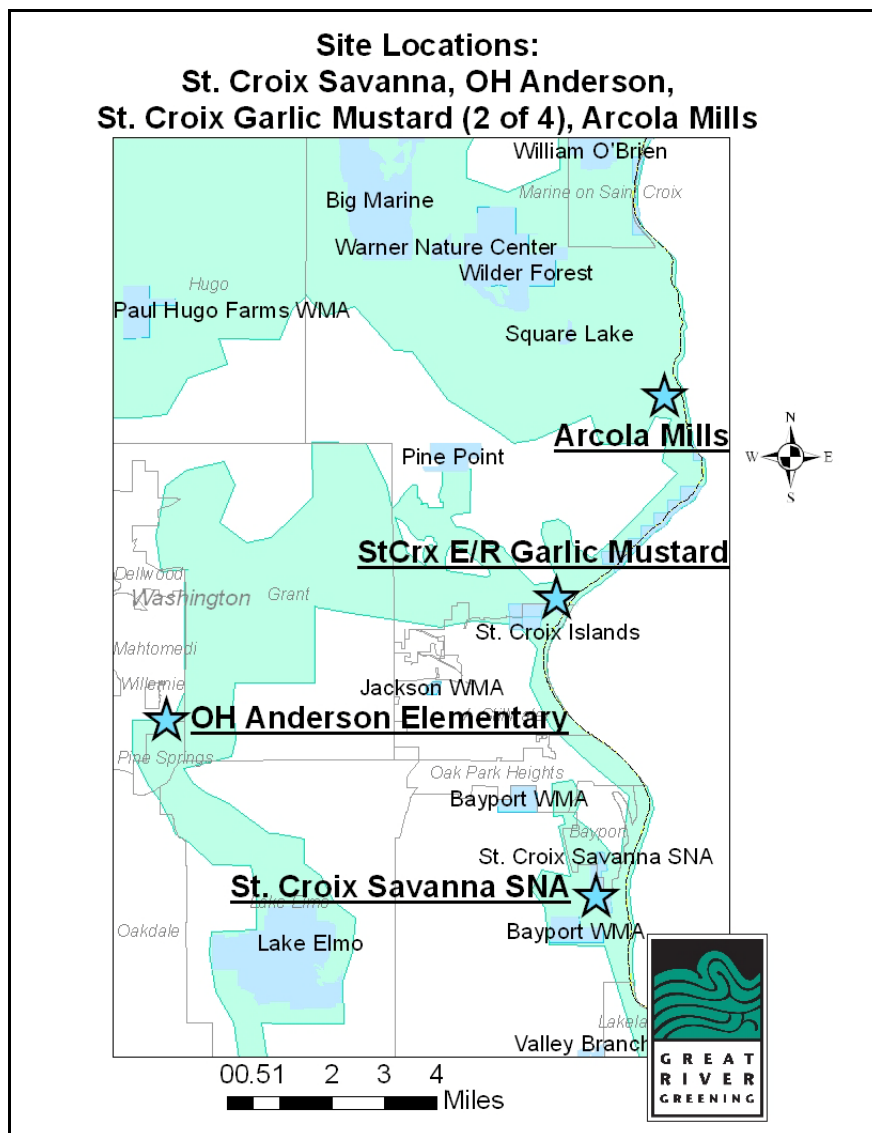 Site Locations:
St. Croix Savanna, OH Anderson,
St. Croix Garlic Mustard (2 of 4), Arcola Mills
William O'Brien
Marine on Saint Croix
Big Marine
Warner Nature Center
Wilder Forest
Hugo
Paul Hugo Farms WMA
Square Lake
Arcola Mills
N
W E
S
Pine Point
StCrx E/R Garlic Mustard
Dellwood
Washington
Grant
St. Croix Islands
Mahtomedi
Willernie
Jackson WMA
OH Anderson Elementary
Pine Springs
Oak Park Heights
Bayport WMA
Bayport
St. Croix Savanna SNA
St. Croix Savanna SNA
Lake Elmo
Oakdale
Lake Elmo
Bayport WMA
Valley Branch
00.51 2 3 4
Miles
GREAT
RIVER
GREENING